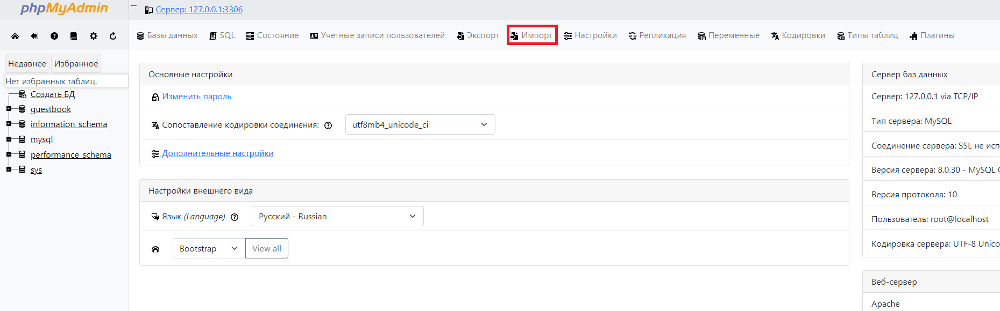 phpMyAdmin
Сервер: 127.0.0.1:3306
Базы данных SQL Состояние Учетные записи пользователей Экспорт Импорт Настройки Репликация Переменные Кодировки Типы таблиц Плагины
Недавнее Избранное
Нет избранных таблиц.
Создать БД
guestbook
information_schema
mysql
performance_schema
sys
Основные настройки
Изменить пароль
Сопоставление кодировки соединения: utf8mb4_unicode_ci
Дополнительные настройки
Настройки внешнего вида
Язык (Language) Русский - Russian
Bootstrap View all
Сервер баз данных
Сервер: 127.0.0.1 via TCP/IP
Тип сервера: MySQL
Соединение сервера: SSL не исп
Версия сервера: 8.0.30 - MySQL C
Версия протокола: 10
Пользователь: root@localhost
Кодировка сервера: UTF-8 Unico
Веб-сервер
Apache